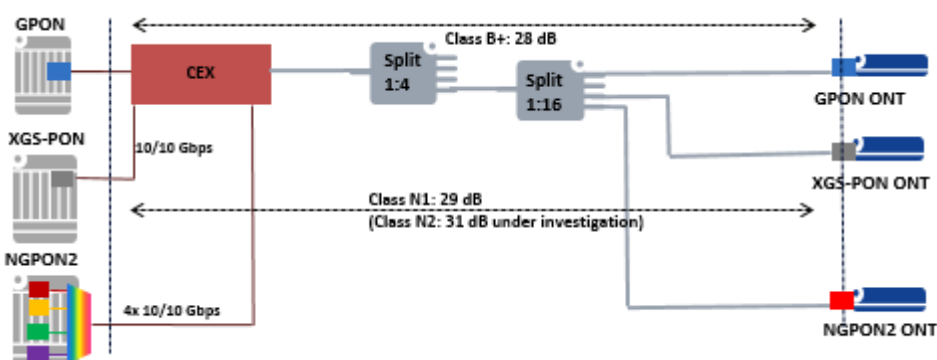 GPON
Class B+: 28 dB
CEX
Split
1:4
Split
1:16
GPON ONT
XGS-PON
10/10 Gbps
XGS-PON ONT
Class N1: 29 dB
(Class N2: 31 dB under investigation)
NGPON2
4x 10/10 Gbps
NGPON2 ONT